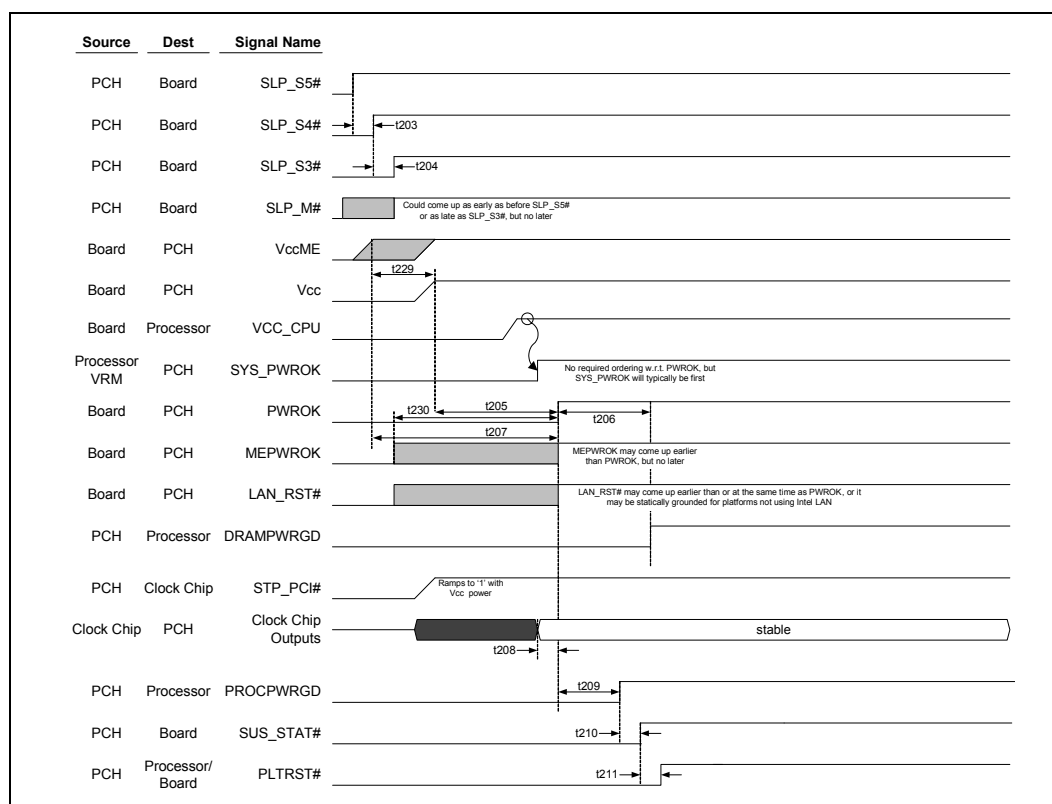 Source Dest Signal Name
PCH Board SLP_S5#
PCH Board SLP_S4#
t203
PCH Board SLP_S3#
t204
PCH Board SLP_M#
Could come up as early as before SLP_S5#
or as late as SLP_S3#, but no later
Board PCH VccME
t229
Board PCH Vcc
Board Processor VCC_CPU
Processor
VRM PCH SYS_PWROK
No required ordering w.r.t. PWROK, but
SYS_PWROK will typically be first
Board PCH PWROK
t230 t205 t206
t207
Board PCH MEPWROK
MEPWROK may come up earlier
than PWROK, but no later
Board PCH LAN_RST#
LAN_RST# may come up earlier than or at the same time as PWROK, or it
may be statically grounded for platforms not using Intel LAN
PCH Processor DRAMPWRGD
PCH Clock Chip STP_PCI#
Ramps to '1' with
Vcc power
Clock Chip PCH Clock Chip
Outputs
stable
t208
t209
PCH Processor PROCPWRGD
PCH Board SUS_STAT#
t210
PCH Processor/
Board PLTRST#
t211